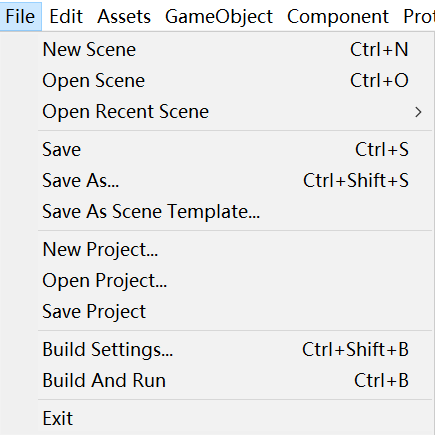 File Edit Assets GameObject Component
New Scene Ctrl+N
Open Scene Ctrl+O
Open Recent Scene
Save Ctrl+S
Save As... Ctrl+Shift+S
Save As Scene Template...
New Project...
Open Project...
Save Project
Build Settings... Ctrl+Shift+B
Build And Run Ctrl+B
Exit